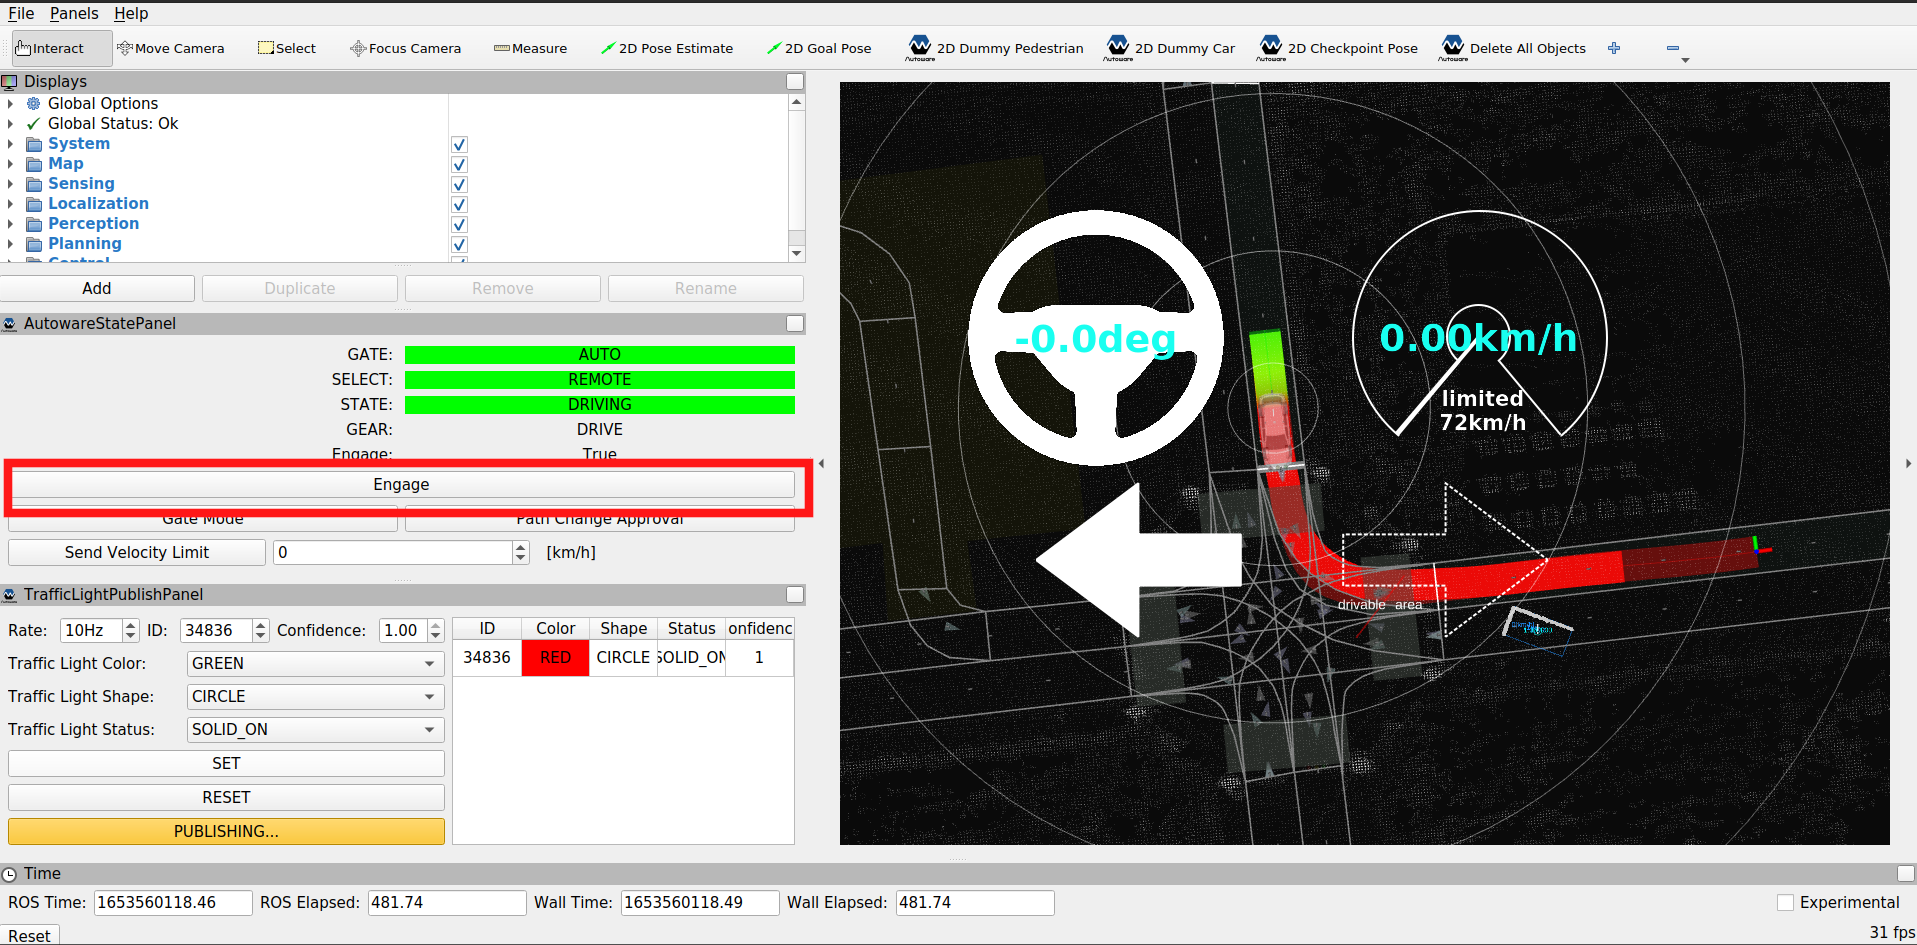 File Panels Help
Interact Move Camera Select Focus Camera Measure 2D Pose Estimate 2D Goal Pose Autoware 2D Dummy Pedestrian Autoware 2D Dummy Car Autoware 2D Checkpoint Pose Autoware Delete All Objects
Displays
Global Options
Global Status: Ok
System
Map
Sensing
Localization
Perception
Planning
Control
Add Duplicate Remove Rename
AutowareStatePanel
GATE: AUTO
SELECT: REMOTE
STATE: DRIVING
GEAR: DRIVE
Engage: True
Engage
Gate Mode Path Change Approval
Send Velocity Limit 0 [km/h]
TrafficLightPublishPanel
Rate: 10Hz ID: 34836 Confidence: 1.00
Traffic Light Color: GREEN
Traffic Light Shape: CIRCLE
Traffic Light Status: SOLID_ON
SET
RESET
PUBLISHING...
ID Color Shape Status onfidenc
34836 RED CIRCLE SOLID_ON 1
-0.0deg
0.00km/h
limited
72km/h
drivable area
Time
ROS Time: 1653560118.46 ROS Elapsed: 481.74 Wall Time: 1653560118.49 Wall Elapsed: 481.74 Experimental
Reset 31 fps